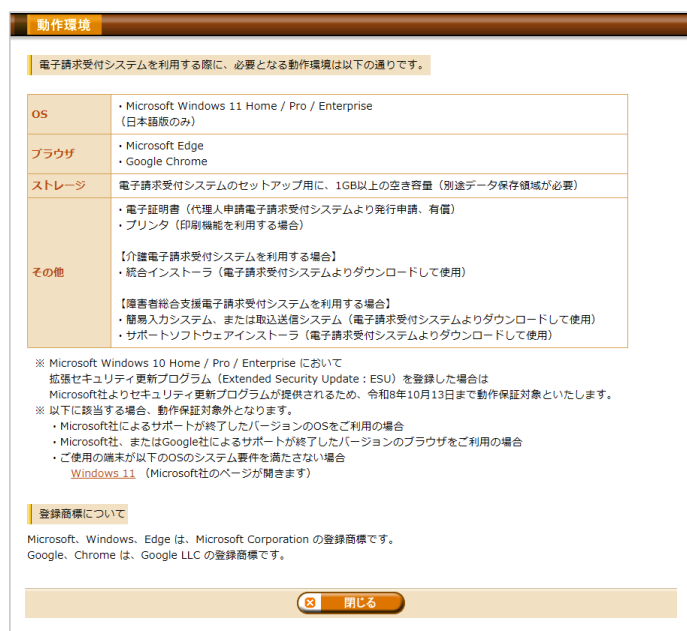 動作環境
電子請求受付システムを利用する際に、必要となる動作環境は以下の通りです。
OS
・Microsoft Windows 11 Home / Pro / Enterprise
（日本語版のみ）
ブラウザ
・Microsoft Edge
・Google Chrome
ストレージ
電子請求受付システムのセットアップ用に、1GB以上の空き容量（別途データ保存領域が必要）
その他
・電子証明書（代理人申請電子請求受付システムより発行申請、有償）
・プリンタ（印刷機能を利用する場合）
【介護電子請求受付システムを利用する場合】
・統合インストーラ（電子請求受付システムよりダウンロードして使用）
【障害者総合支援電子請求受付システムを利用する場合】
・簡易入力システム、または取込送信システム（電子請求受付システムよりダウンロードして使用）
・サポートソフトウェアインストーラ（電子請求受付システムよりダウンロードして使用）
※ Microsoft Windows 10 Home / Pro / Enterprise において
拡張セキュリティ更新プログラム（Extended Security Update：ESU）を登録した場合は
Microsoft社よりセキュリティ更新プログラムが提供されるため、令和8年10月13日まで動作保証対象といたします。
※ 以下に該当する場合、動作保証対象外となります。
・Microsoft社によるサポートが終了したバージョンのOSをご利用の場合
・Microsoft社、またはGoogle社によるサポートが終了したバージョンのブラウザをご利用の場合
・ご使用の端末が以下のOSのシステム要件を満たさない場合
Windows 11 （Microsoft社のページが開きます）
登録商標について
Microsoft、Windows、Edge は、Microsoft Corporation の登録商標です。
Google、Chrome は、Google LLC の登録商標です。
閉じる